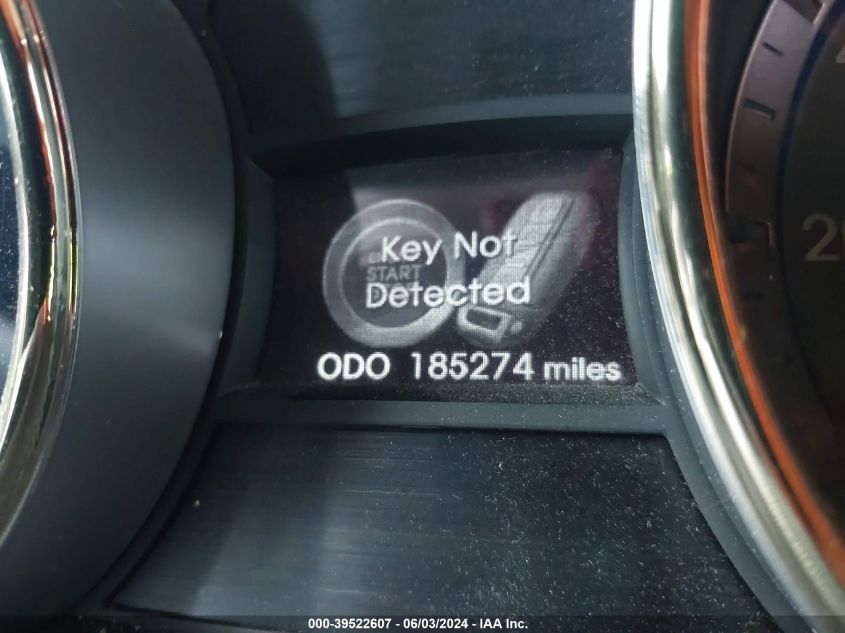 Key Not
START
Detected
ODO 185274 miles
000-39522607 - 06/03/2024 - IAA Inc.